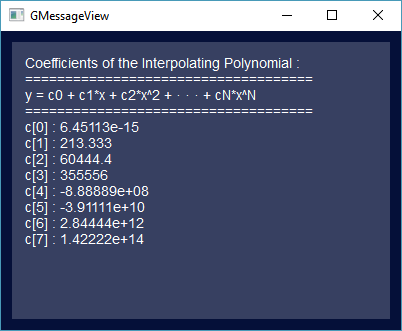 GMessageView
Coefficients of the Interpolating Polynomial :
====================================
y = c0 + c1*x + c2*x^2 + · · · + cN*x^N
====================================
c[0] : 6.45113e-15
c[1] : 213.333
c[2] : 60444.4
c[3] : 355556
c[4] : -8.88889e+08
c[5] : -3.91111e+10
c[6] : 2.84444e+12
c[7] : 1.42222e+14